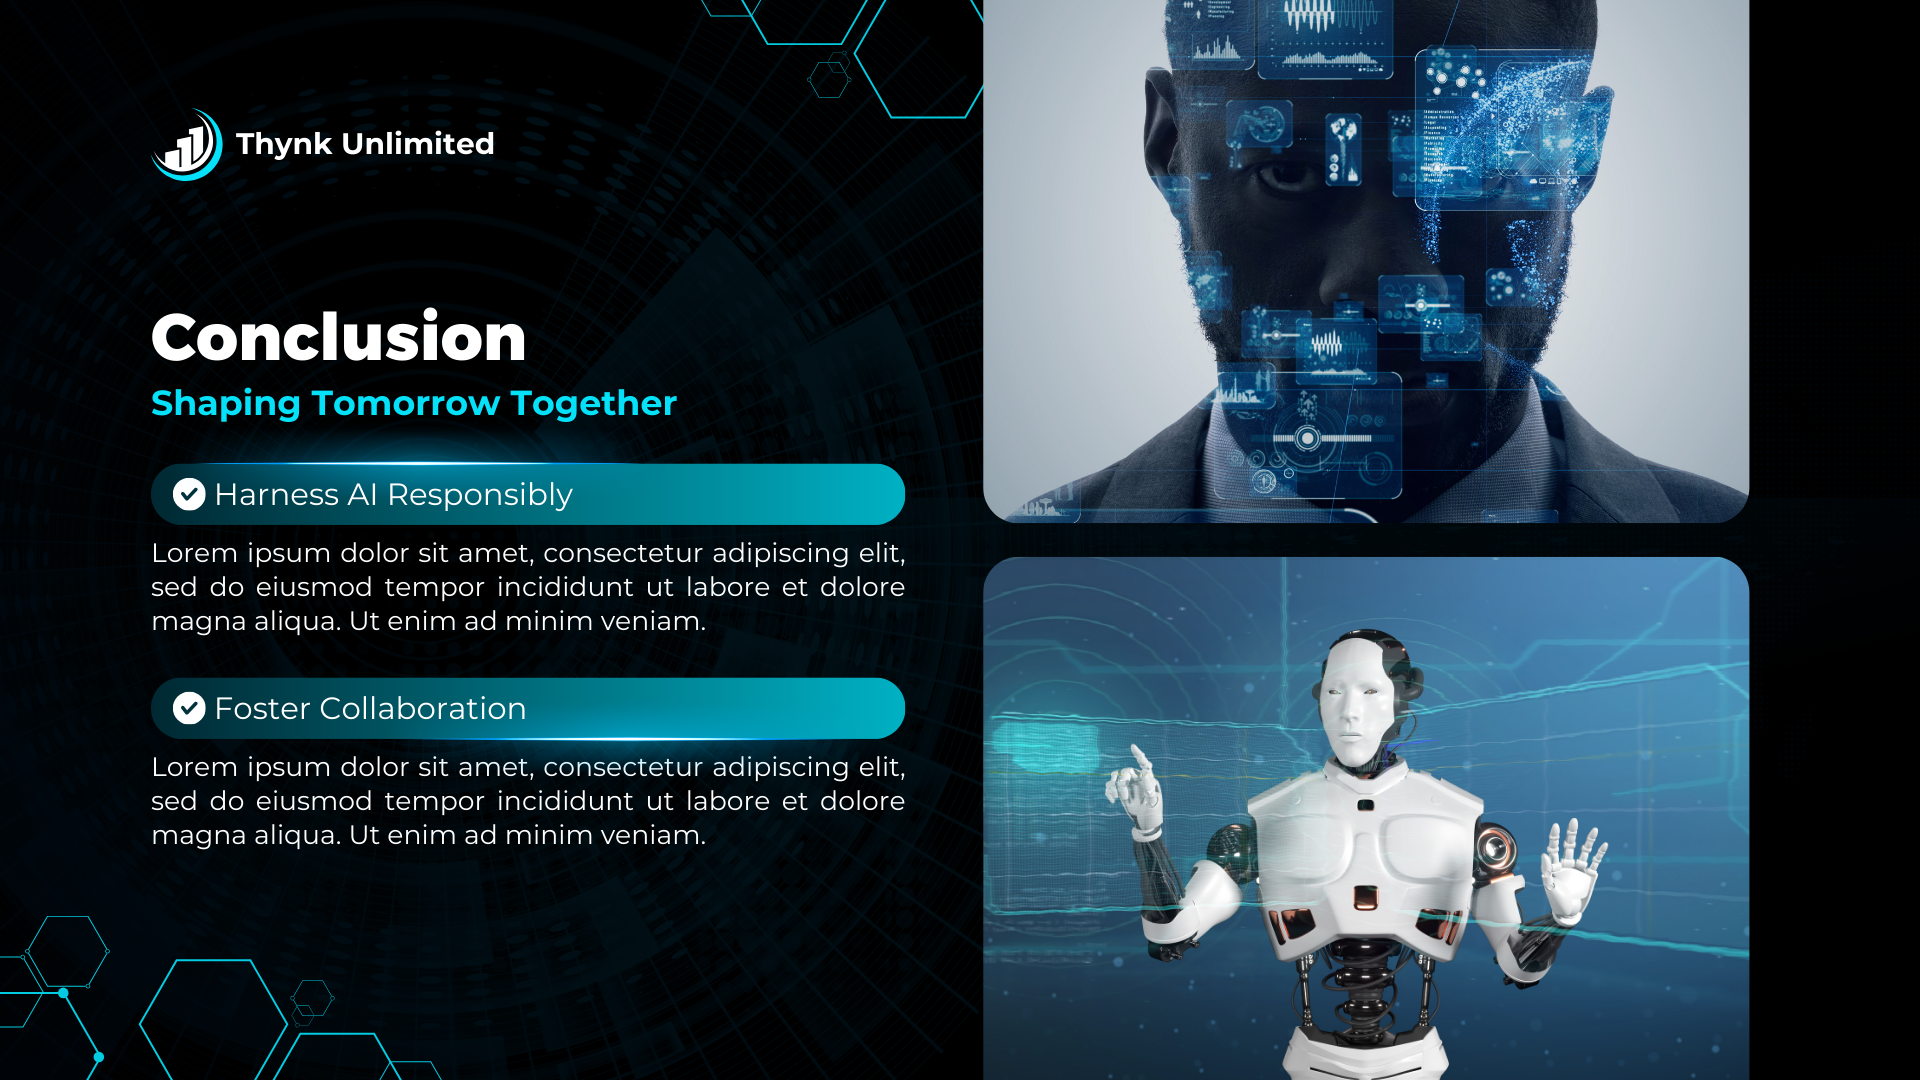 Thynk Unlimited
Conclusion
Shaping Tomorrow Together
Harness AI Responsibly
Lorem ipsum dolor sit amet, consectetur adipiscing elit,
sed do eiusmod tempor incididunt ut labore et dolore
magna aliqua. Ut enim ad minim veniam.
Foster Collaboration
Lorem ipsum dolor sit amet, consectetur adipiscing elit,
sed do eiusmod tempor incididunt ut labore et dolore
magna aliqua. Ut enim ad minim veniam.